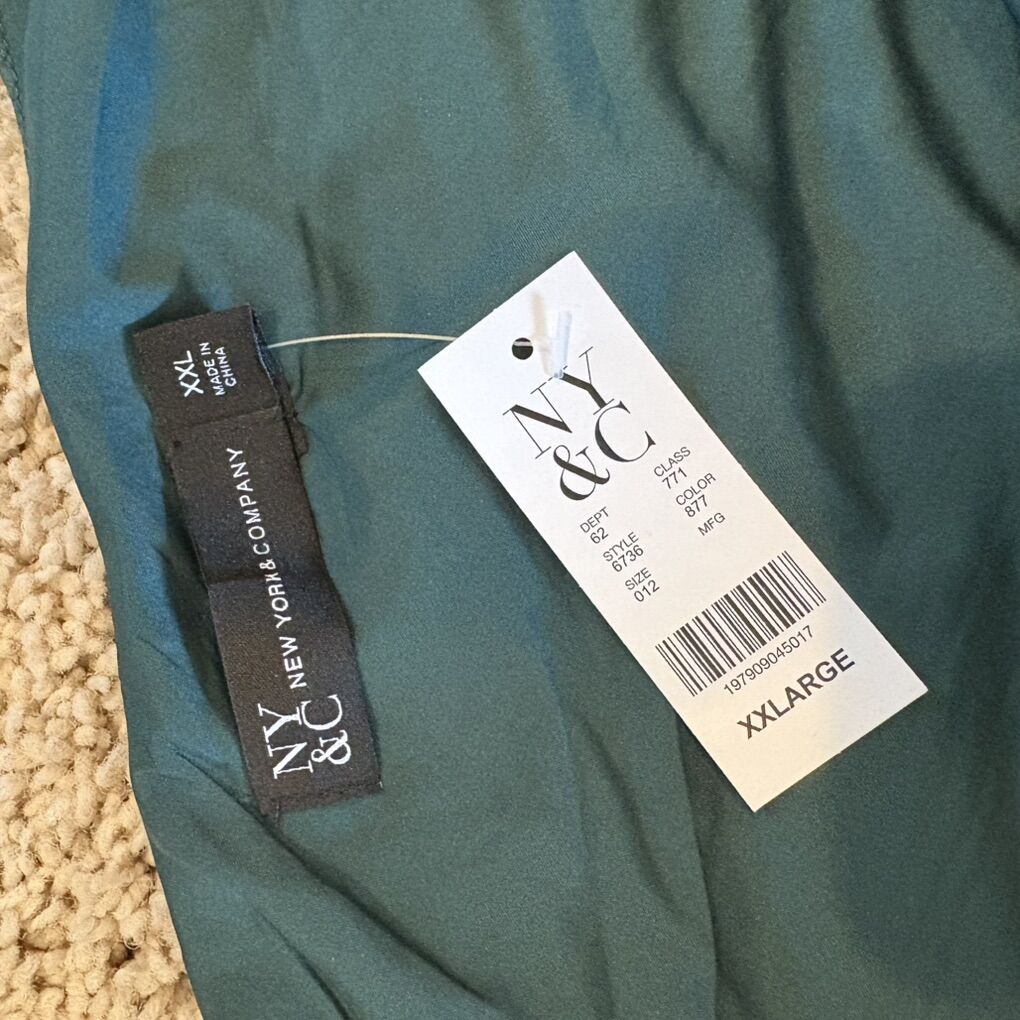 XXL
MADE IN
CHINA
NY
&C
NEW YORK & COMPANY
NY
&C
DEPT
62
CLASS
771
STYLE
6736
COLOR
877
SIZE
012
MFG
197909045017
XXLARGE